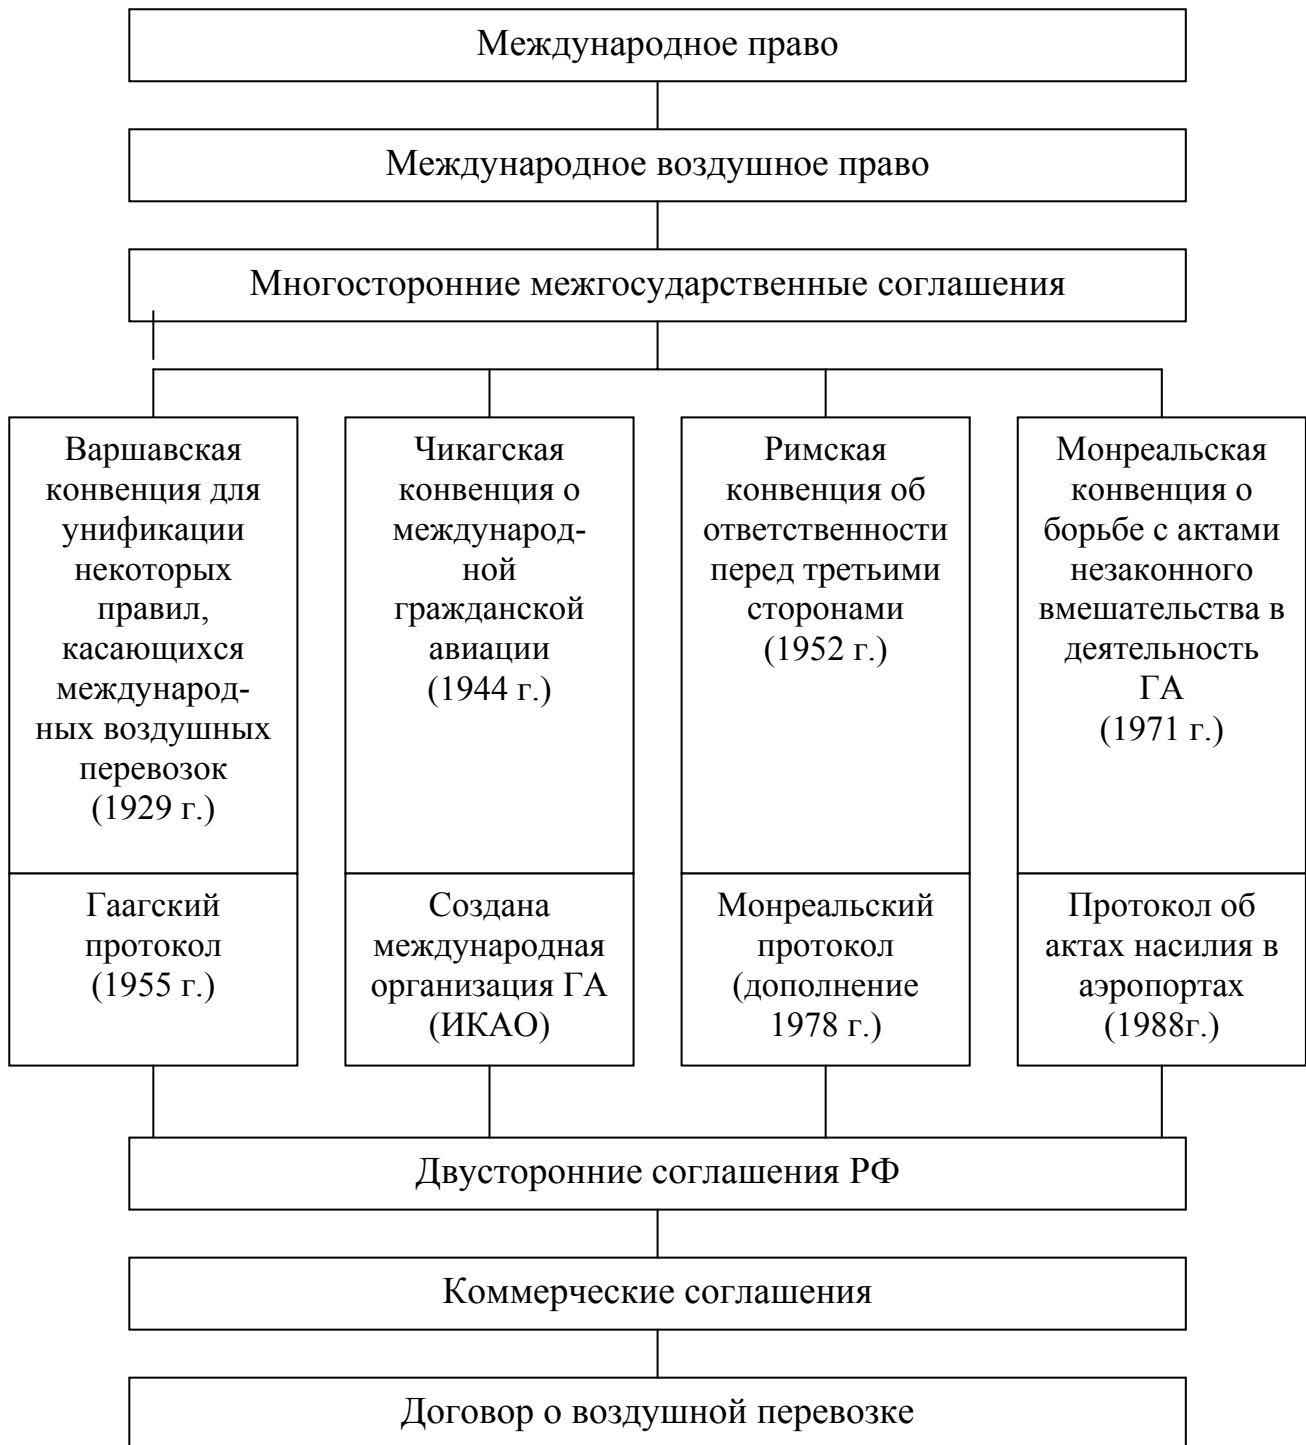 Международное право
Международное воздушное право
Многосторонние межгосударственные соглашения
Варшавская
конвенция для
унификации
некоторых
правил,
касающихся
международ-
ных воздушных
перевозок
(1929 г.)
Чикагская
конвенция о
международ-
ной
гражданской
авиации
(1944 г.)
Римская
конвенция об
ответственности
перед третьими
сторонами
(1952 г.)
Монреальская
конвенция о
борьбе с актами
незаконного
вмешательства в
деятельность
ГА
(1971 г.)
Гаагский
протокол
(1955 г.)
Создана
международная
организация ГА
(ИКАО)
Монреальский
протокол
(дополнение
1978 г.)
Протокол об
актах насилия в
аэропортах
(1988г.)
Двусторонние соглашения РФ
Коммерческие соглашения
Договор о воздушной перевозке